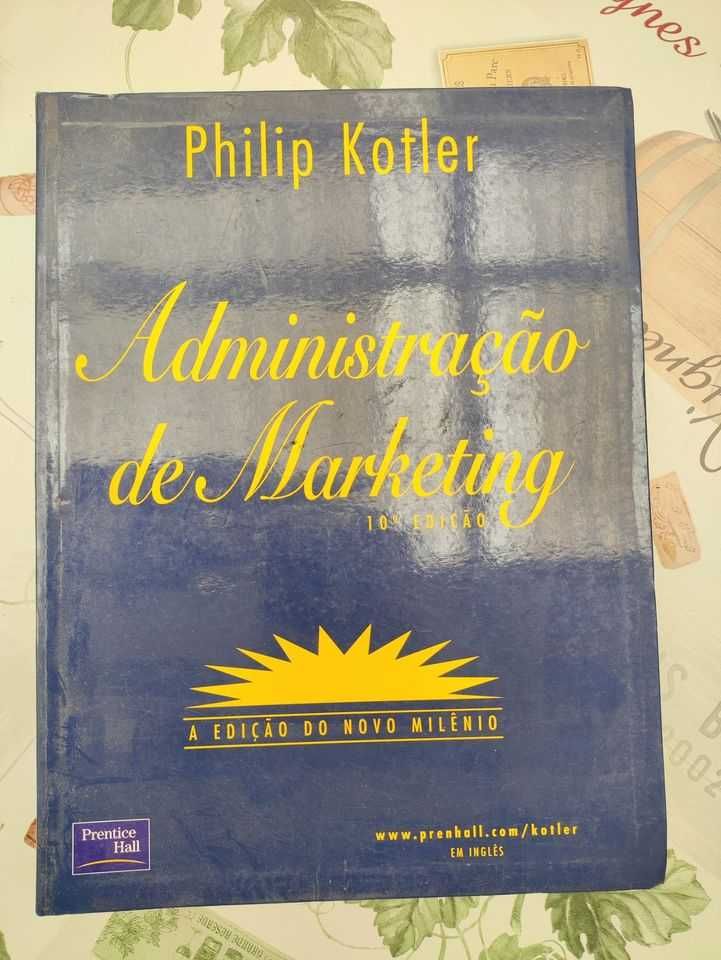 Philip Kotler
Administração
de Marketing
10ª EDIÇÃO
A EDIÇÃO DO NOVO MILÊNIO
Prentice
Hall
www.prenhall.com/kotler
EM INGLÊS